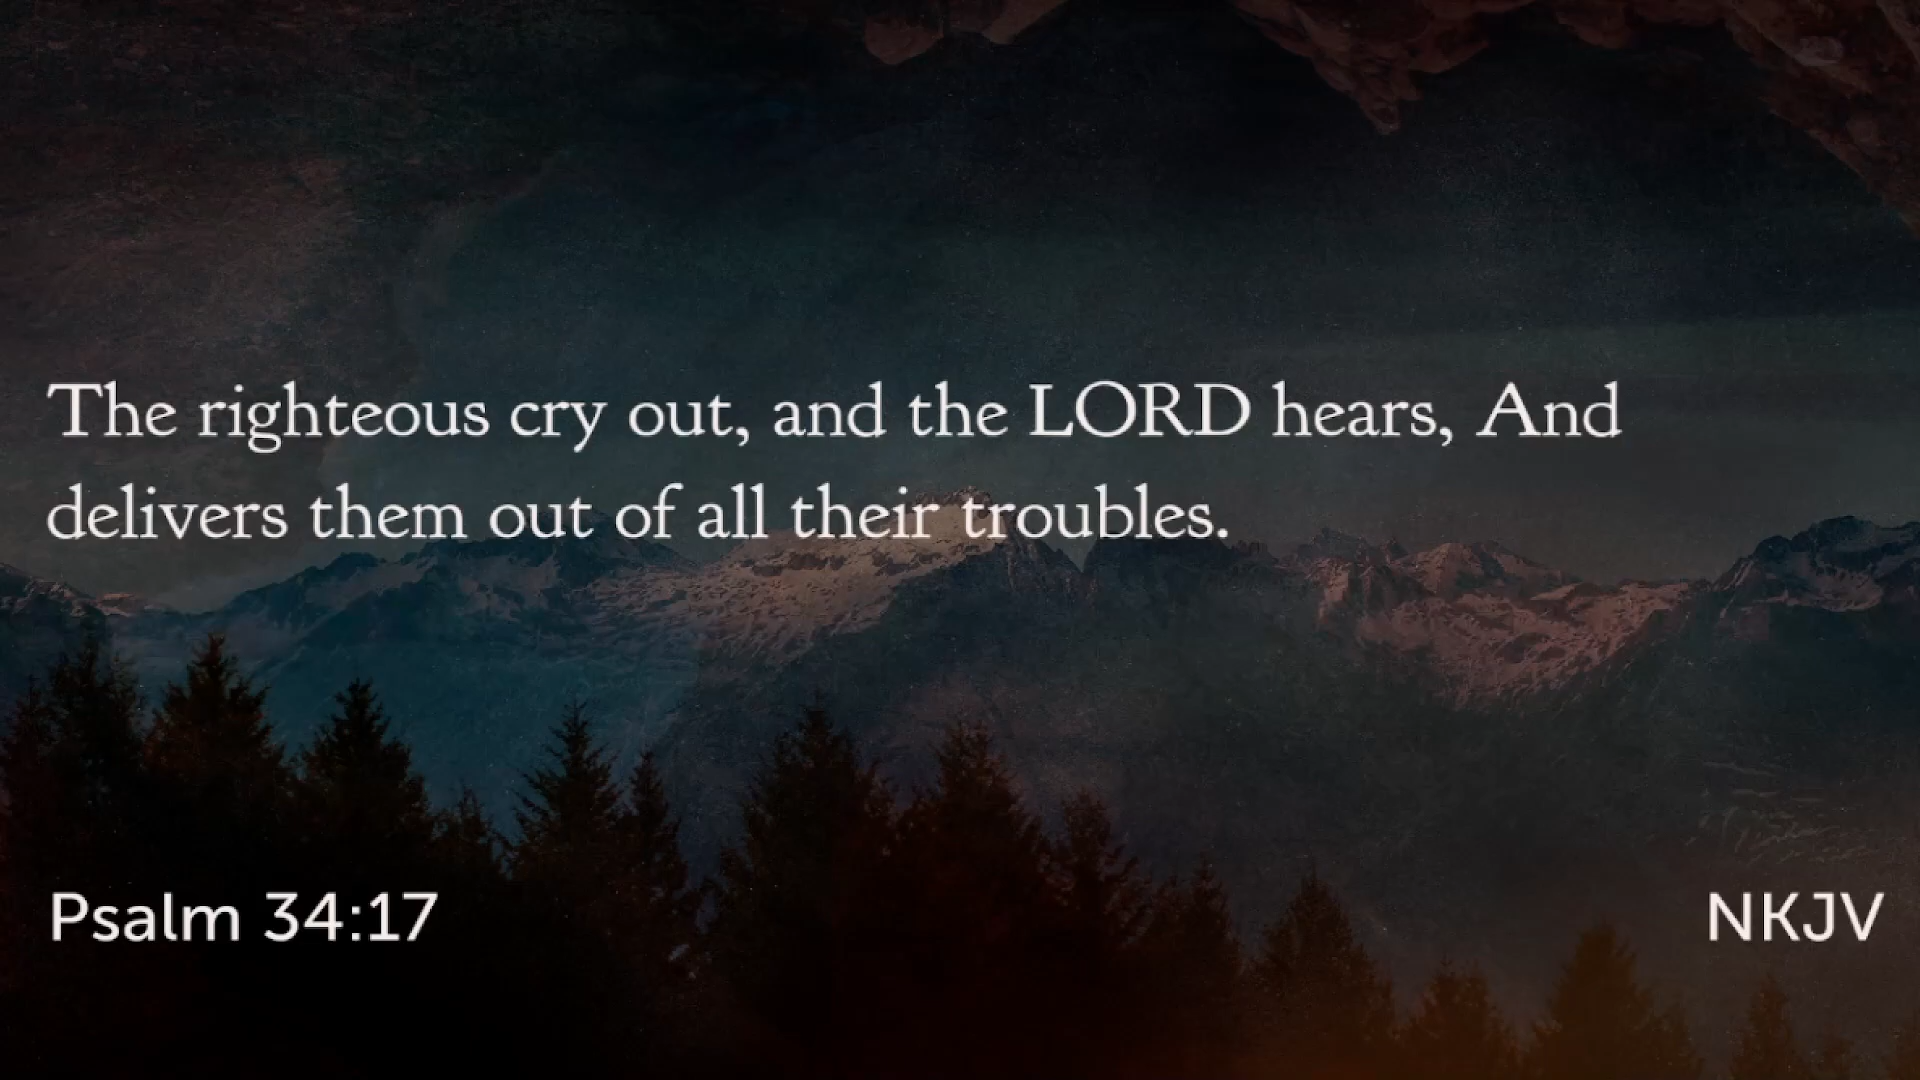 The righteous cry out, and the LORD hears, And
delivers them out of all their troubles.
Psalm 34:17
NKJV